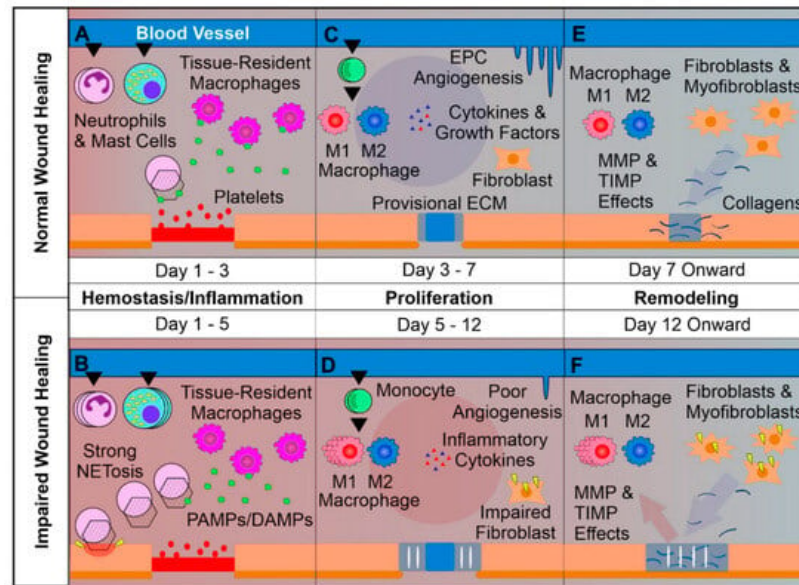 Normal Wound Healing
A
Blood Vessel
Tissue-Resident
Macrophages
Neutrophils
& Mast Cells
Platelets
C
EPC
Angiogenesis
Cytokines &
Growth Factors
M1 M2
Macrophage
Fibroblast
Provisional ECM
E
Macrophage
M1 M2
Fibroblasts &
Myofibroblasts
MMP &
TIMP
Effects
Collagens
Day 1 - 3
Day 3 - 7
Day 7 Onward
Hemostasis/Inflammation
Proliferation
Remodeling
Day 1 - 5
Day 5 - 12
Day 12 Onward
Impaired Wound Healing
B
Tissue-Resident
Macrophages
Strong
NETosis
PAMPs/DAMPs
D
Monocyte
Poor
Angiogenesis
Inflammatory
Cytokines
M1 M2
Macrophage
Impaired
Fibroblast
F
Macrophage
M1 M2
Fibroblasts &
Myofibroblasts
MMP &
TIMP
Effects